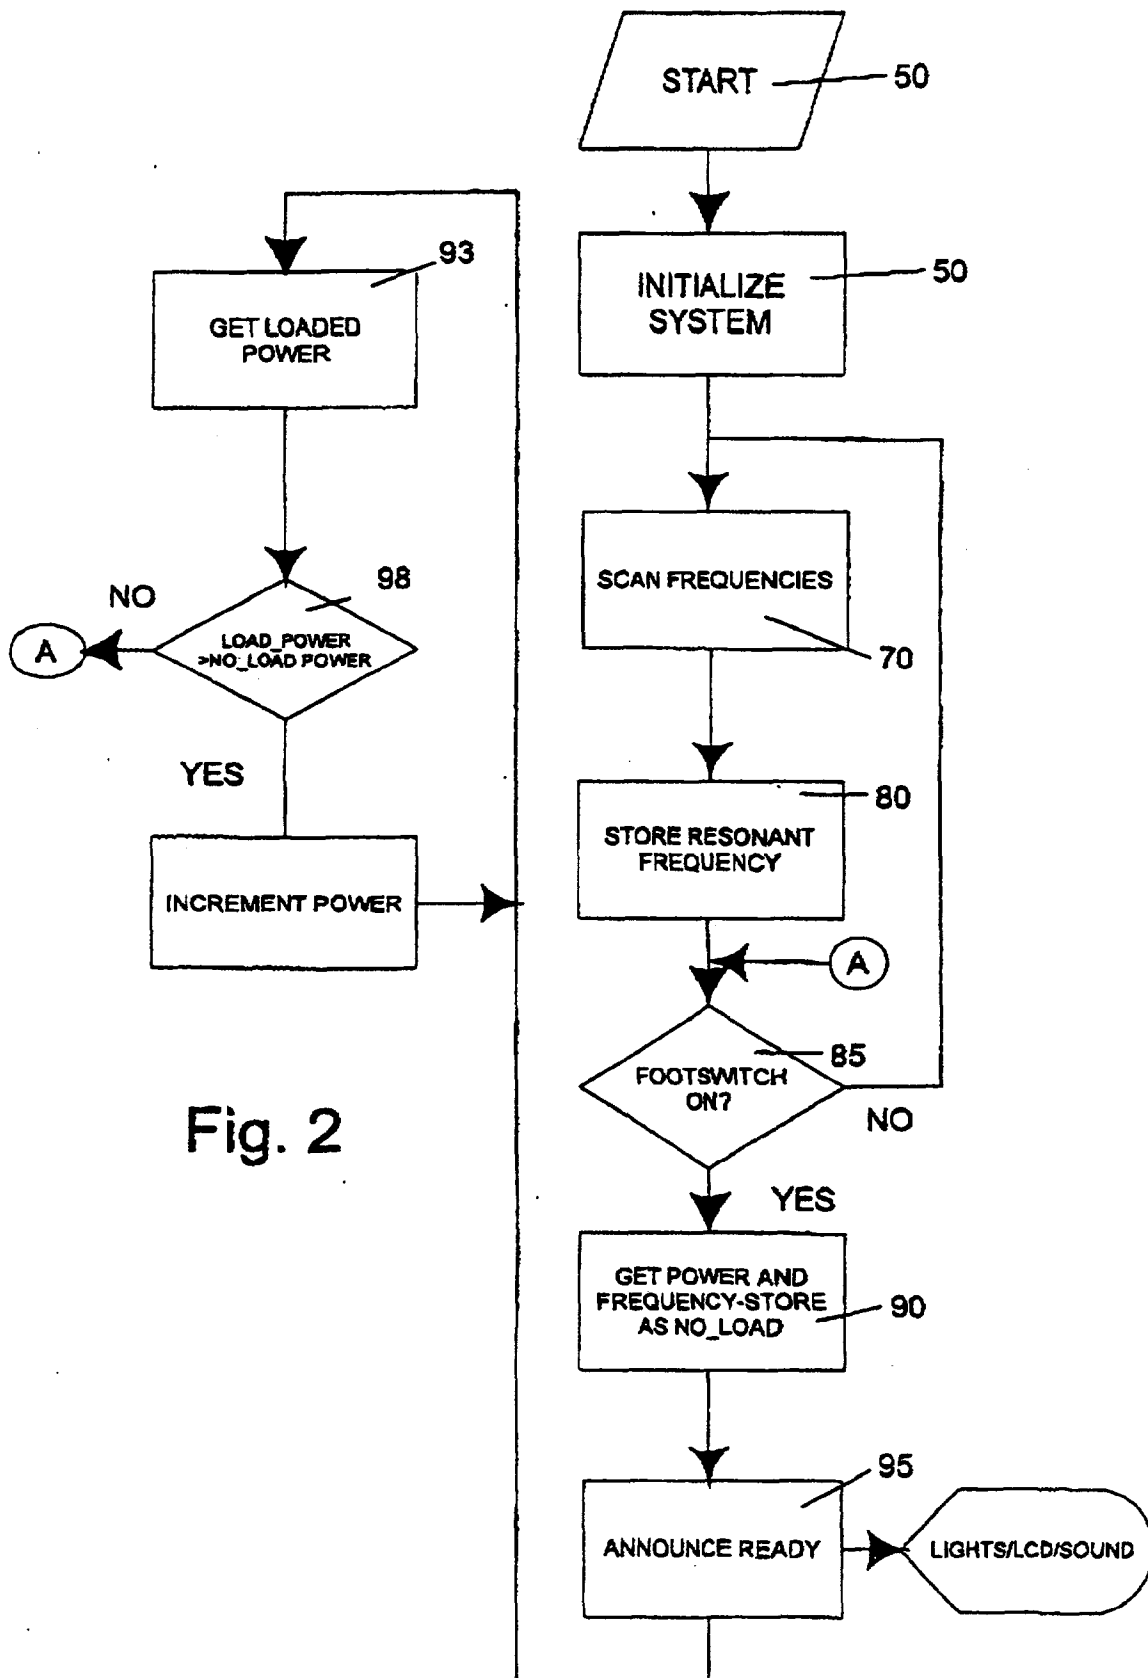 START
50
INITIALIZE
SYSTEM
50
SCAN FREQUENCIES
70
STORE RESONANT
FREQUENCY
80
A
FOOTSWITCH
ON?
85
NO
YES
GET POWER AND
FREQUENCY-STORE
AS NO_LOAD
90
ANNOUNCE READY
95
LIGHTS/LCD/SOUND
GET LOADED
POWER
93
LOAD_POWER
>NO_LOAD POWER
98
NO
A
YES
INCREMENT POWER
Fig. 2